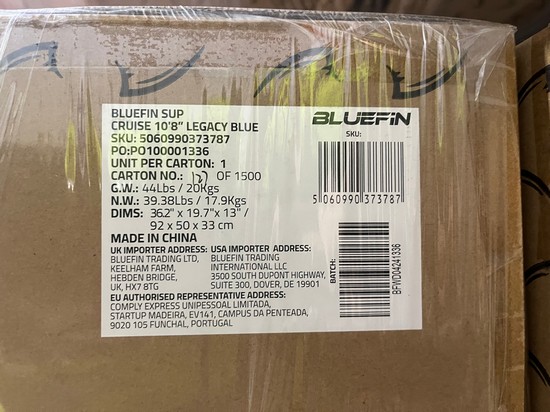 BLUEFIN SUP
CRUISE 10'8" LEGACY BLUE
SKU: 5060990373787
PO:PO100001336
UNIT PER CARTON: 1
CARTON NO.: 127 OF 1500
G.W.: 44Lbs / 20Kgs
N.W.: 39.38Lbs / 17.9Kgs
DIMS: 36.2" x 19.7"x 13" /
92 x 50 x 33 cm
MADE IN CHINA
UK IMPORTER ADDRESS:
BLUEFIN TRADING LTD,
KEELHAM FARM,
HEBDEN BRIDGE,
UK, HX7 8TG
USA IMPORTER ADDRESS:
BLUEFIN TRADING
INTERNATIONAL LLC
3500 SOUTH DUPONT HIGHWAY,
SUITE 300, DOVER, DE 19901
EU AUTHORISED REPRESENTATIVE ADDRESS:
COMPLY EXPRESS UNIPESSOAL LIMITADA,
STARTUP MADEIRA, EV141, CAMPUS DA PENTEADA,
9020 105 FUNCHAL, PORTUGAL
BLUEFIN
SKU:
5 060990 373787
BATCH:
BFWD04241336